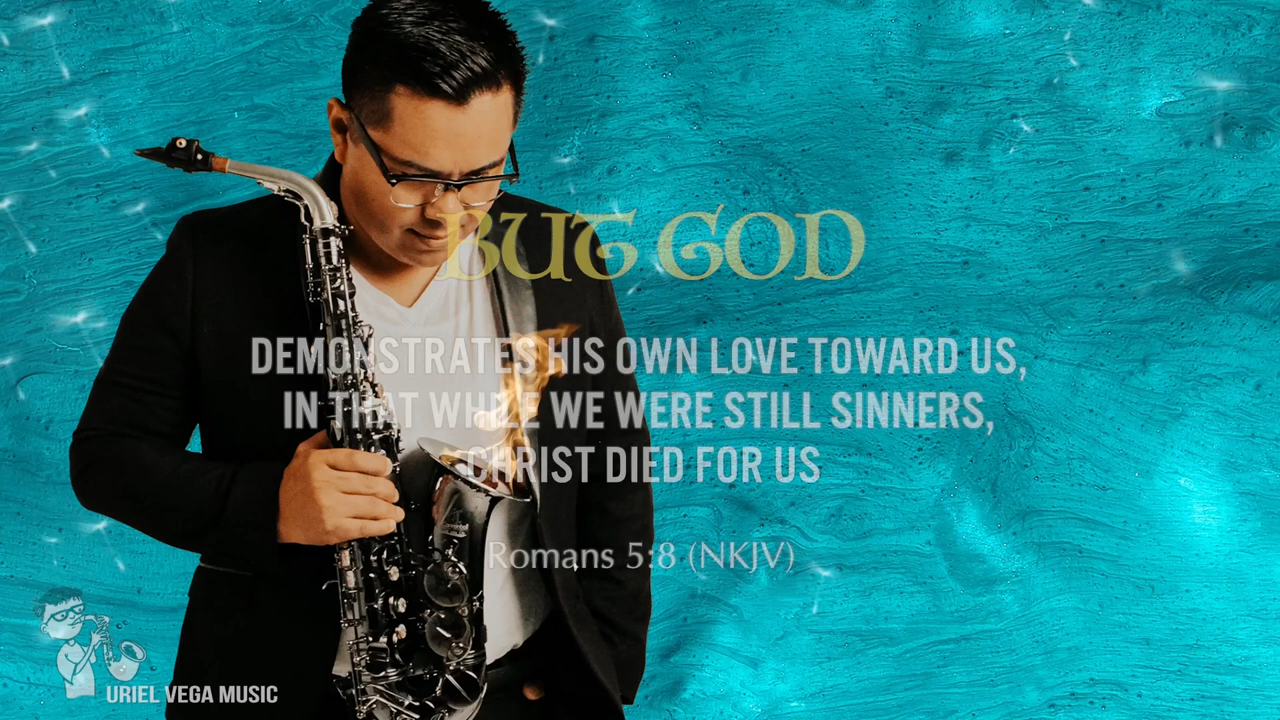 BUT GOD
DEMONSTRATES HIS OWN LOVE TOWARD US,
IN THAT WHILE WE WERE STILL SINNERS,
CHRIST DIED FOR US
Romans 5:8 (NKJV)
URIEL VEGA MUSIC